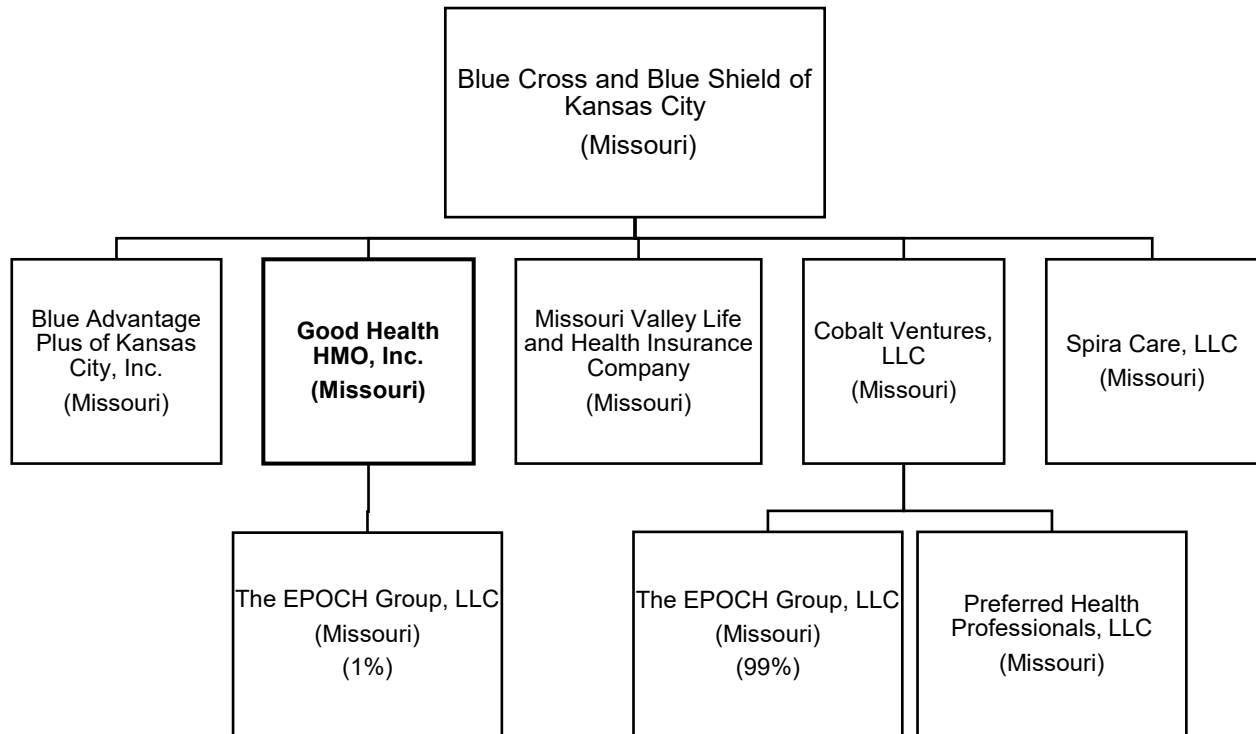 Blue Cross and Blue Shield of
Kansas City
(Missouri)
Blue Advantage
Plus of Kansas
City, Inc.
(Missouri)
Good Health
HMO, Inc.
(Missouri)
Missouri Valley Life
and Health Insurance
Company
(Missouri)
Cobalt Ventures,
LLC
(Missouri)
Spira Care, LLC
(Missouri)
The EPOCH Group, LLC
(Missouri)
(1%)
The EPOCH Group, LLC
(Missouri)
(99%)
Preferred Health
Professionals, LLC
(Missouri)